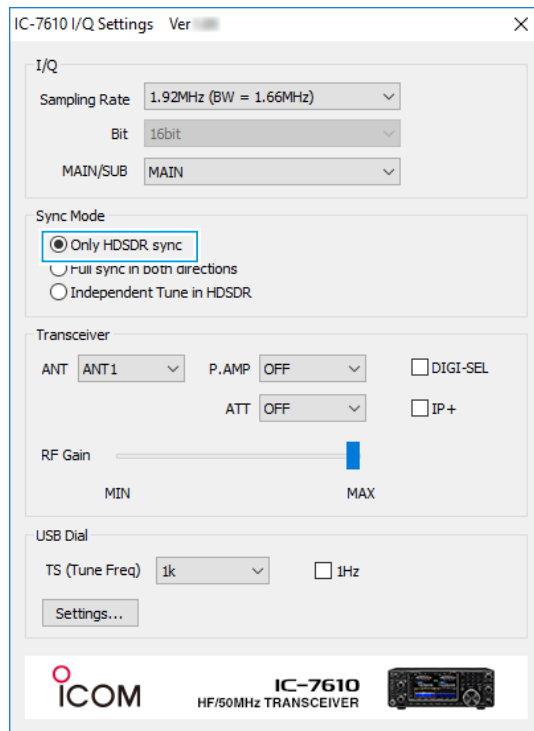 IC-7610 I/Q Settings Ver
I/Q
Sampling Rate 1.92MHz (BW = 1.66MHz)
Bit 16bit
MAIN/SUB MAIN
Sync Mode
Only HDSDR sync
Full sync in both directions
Independent Tune in HDSDR
Transceiver
ANT ANT1 P.AMP OFF DIGI-SEL
ATT OFF IP+
RF Gain
MIN MAX
USB Dial
TS (Tune Freq) 1k 1Hz
Settings...
ICOM IC-7610
HF/50MHz TRANSCEIVER